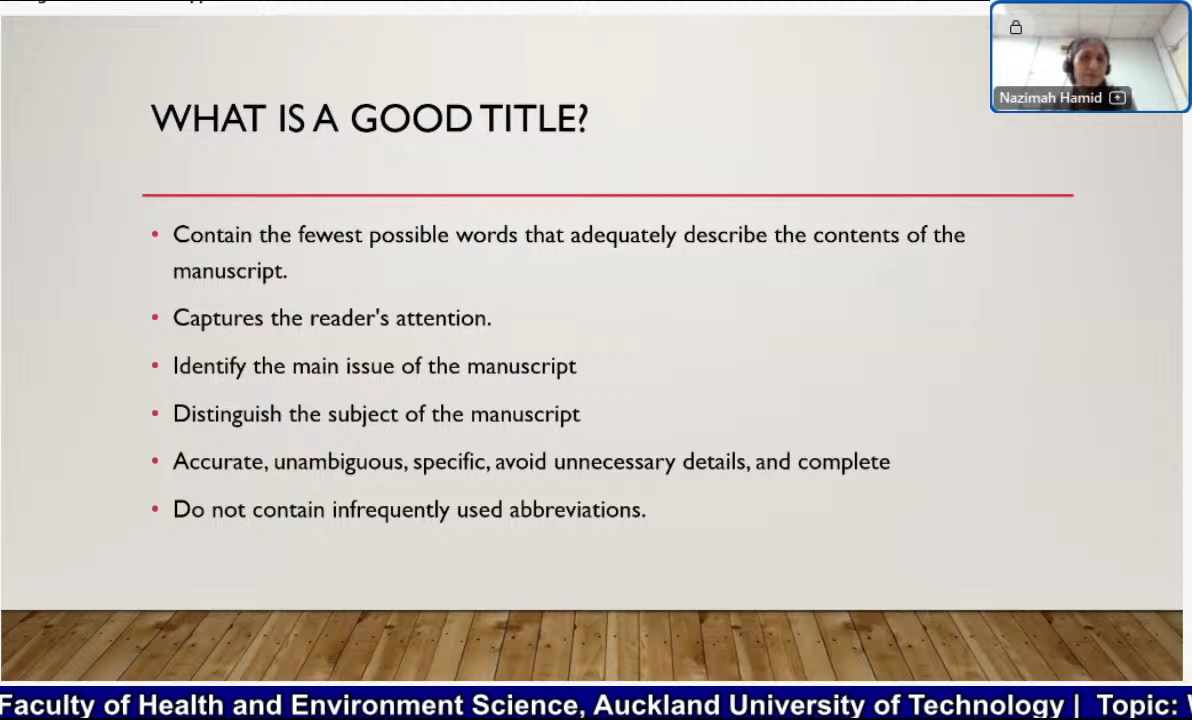 Nazimah Hamid
WHAT IS A GOOD TITLE?
• Contain the fewest possible words that adequately describe the contents of the
manuscript.
• Captures the reader's attention.
• Identify the main issue of the manuscript
• Distinguish the subject of the manuscript
• Accurate, unambiguous, specific, avoid unnecessary details, and complete
• Do not contain infrequently used abbreviations.
Faculty of Health and Environment Science, Auckland University of Technology | Topic: